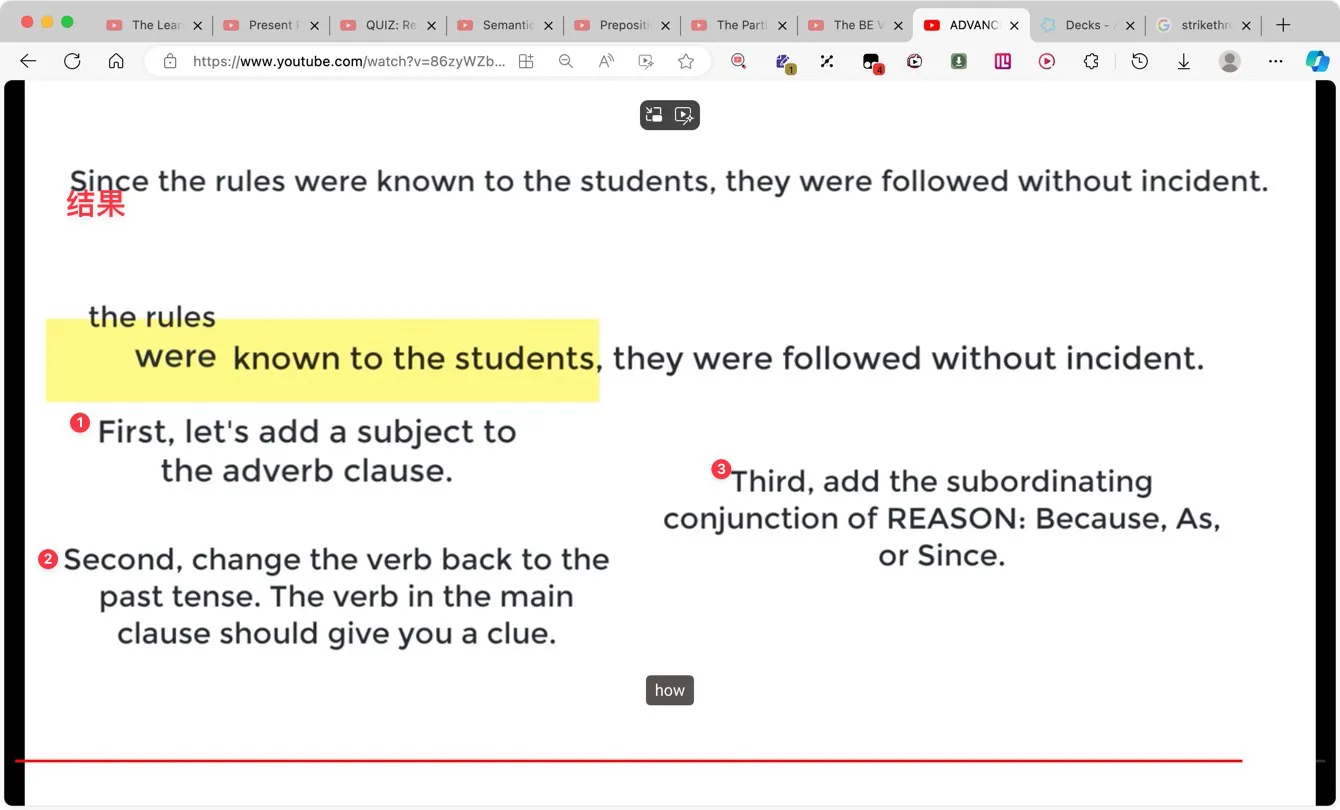 The Lear
Present
QUIZ: Re
Semantic
Prepositi
The Parti
The BE V
ADVANC
Decks - A
strikethr
https://www.youtube.com/watch?v=86zyWZb...
1
4
Since the rules were known to the students, they were followed without incident.
结果
the rules
were known to the students, they were followed without incident.
1 First, let's add a subject to
the adverb clause.
3 Third, add the subordinating
conjunction of REASON: Because, As,
or Since.
2 Second, change the verb back to the
past tense. The verb in the main
clause should give you a clue.
how